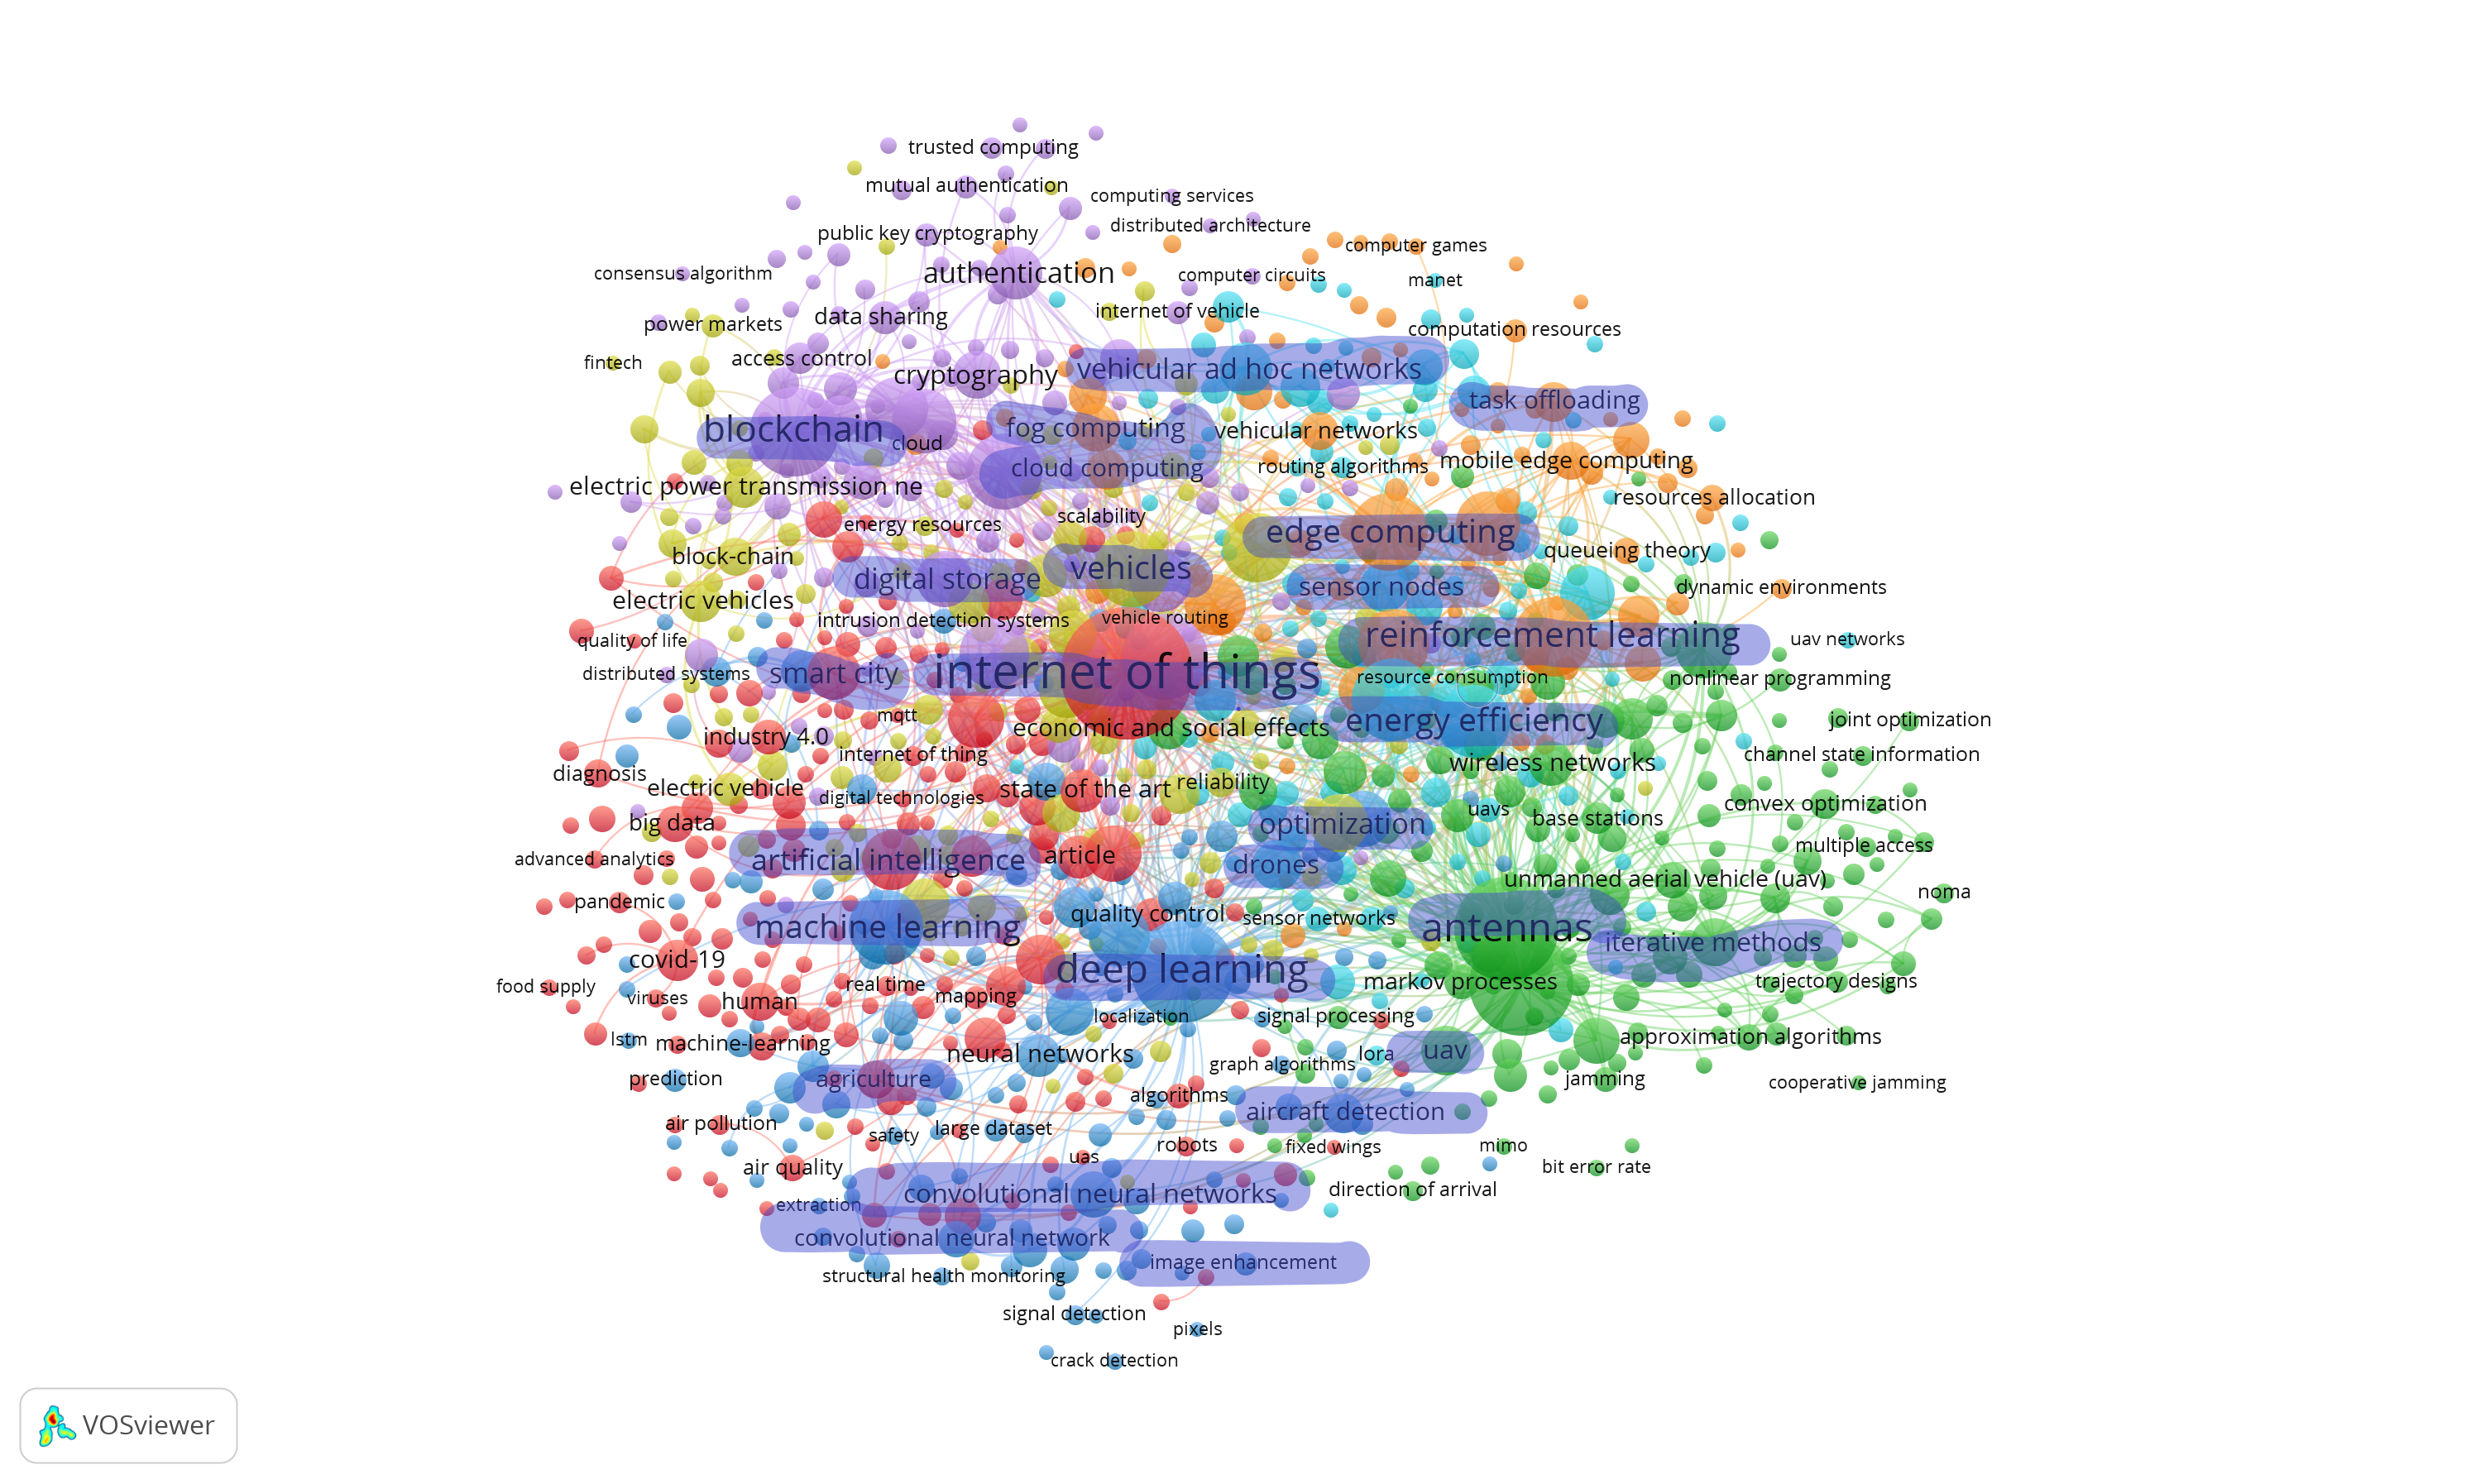 trusted computing
mutual authentication
computing services
distributed architecture
public key cryptography
computer games
authentication
consensus algorithm
computer circuits
manet
data sharing
internet of vehicle
power markets
computation resources
access control
fintech
vehicular ad hoc networks
cryptography
task offloading
blockchain
cloud
fog computing
vehicular networks
cloud computing
routing algorithms
mobile edge computing
electric power transmission ne
resources allocation
energy resources
scalability
edge computing
block-chain
queueing theory
digital storage
vehicles
sensor nodes
dynamic environments
electric vehicles
intrusion detection systems
vehicle routing
quality of life
reinforcement learning
uav networks
distributed systems
smart city
internet of things
resource consumption
nonlinear programming
mqtt
economic and social effects
energy efficiency
joint optimization
industry 4.0
internet of thing
channel state information
wireless networks
diagnosis
electric vehicle
digital technologies
state of the art
reliability
convex optimization
big data
optimization
uavs
base stations
multiple access
advanced analytics
artificial intelligence
article
drones
unmanned aerial vehicle (uav)
noma
pandemic
machine learning
quality control
sensor networks
antennas
iterative methods
covid-19
deep learning
markov processes
trajectory designs
food supply
viruses
human
real time
mapping
localization
signal processing
approximation algorithms
lstm
machine-learning
neural networks
graph algorithms
lora
uav
prediction
agriculture
algorithms
jamming
cooperative jamming
aircraft detection
air pollution
safety
large dataset
robots
fixed wings
mimo
uas
air quality
bit error rate
convolutional neural networks
direction of arrival
extraction
convolutional neural network
image enhancement
structural health monitoring
signal detection
pixels
crack detection
VOSviewer